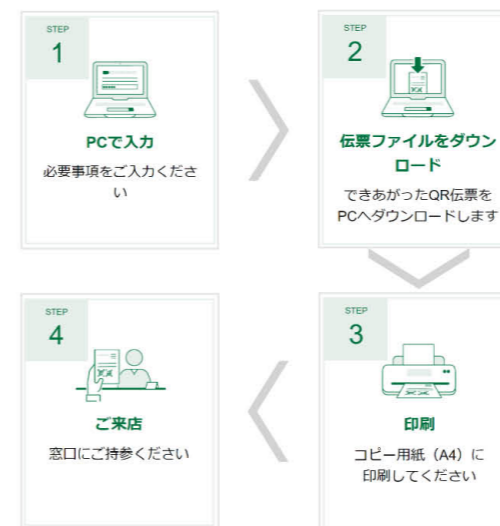 STEP
1
PCで入力
必要事項をご入力くださ
い
STEP
2
伝票ファイルをダウン
ロード
できあがったQR伝票を
PCへダウンロードします
STEP
3
印刷
コピー用紙（A4）に
印刷してください
STEP
4
ご来店
窓口にご持参ください